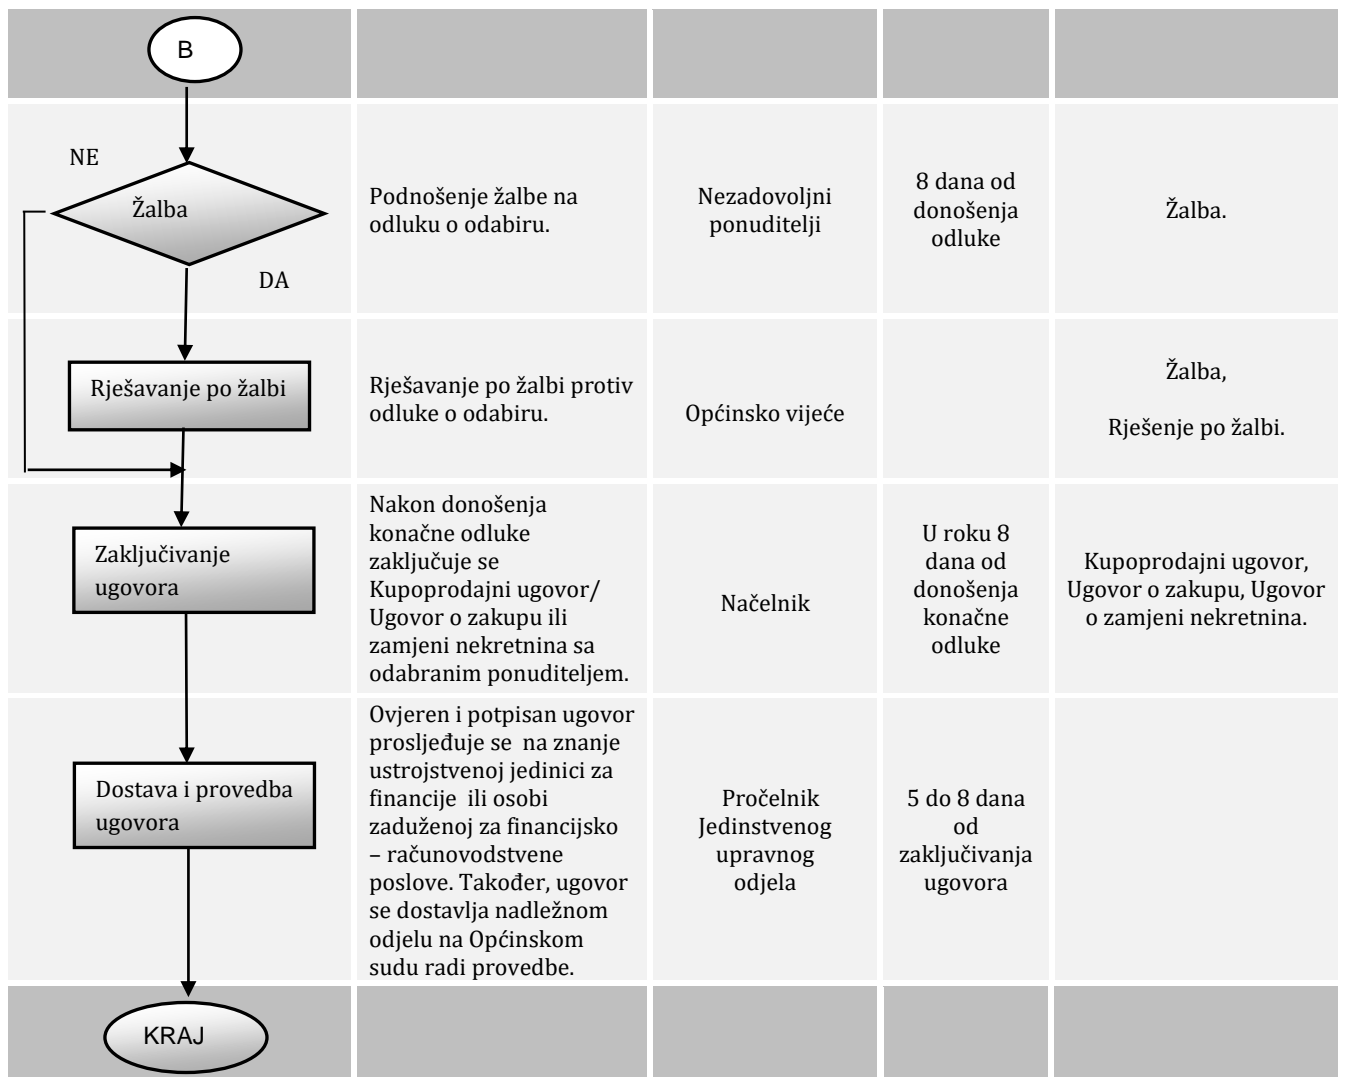 B
NE
Žalba
DA
Podnošenje žalbe na
odluku o odabiru.
Nezadovoljni
ponuditelji
8 dana od
donošenja
odluke
Žalba.
Rješavanje po žalbi
Rješavanje po žalbi protiv
odluke o odabiru.
Općinsko vijeće
Žalba,
Rješenje po žalbi.
Zaključivanje
ugovora
Nakon donošenja
konačne odluke
zaključuje se
Kupoprodajni ugovor/
Ugovor o zakupu ili
zamjeni nekretnina sa
odabranim ponuditeljem.
Načelnik
U roku 8
dana od
donošenja
konačne
odluke
Kupoprodajni ugovor,
Ugovor o zakupu, Ugovor
o zamjeni nekretnina.
Dostava i provedba
ugovora
Ovjeren i potpisan ugovor
prosljeđuje se  na znanje
ustrojstvenoj jedinici za
financije  ili osobi
zaduženoj za financijsko
– računovodstvene
poslove. Također, ugovor
se dostavlja nadležnom
odjelu na Općinskom
sudu radi provedbe.
Pročelnik
Jedinstvenog
upravnog
odjela
5 do 8 dana
od
zaključivanja
ugovora
KRAJ